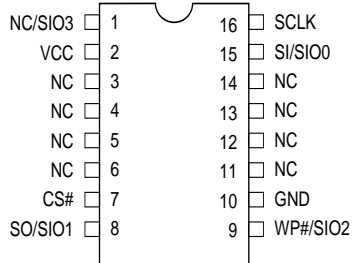 NC/SIO3 1 16 SCLK
VCC 2 15 SI/SIO0
NC 3 14 NC
NC 4 13 NC
NC 5 12 NC
NC 6 11 NC
CS# 7 10 GND
SO/SIO1 8 9 WP#/SIO2